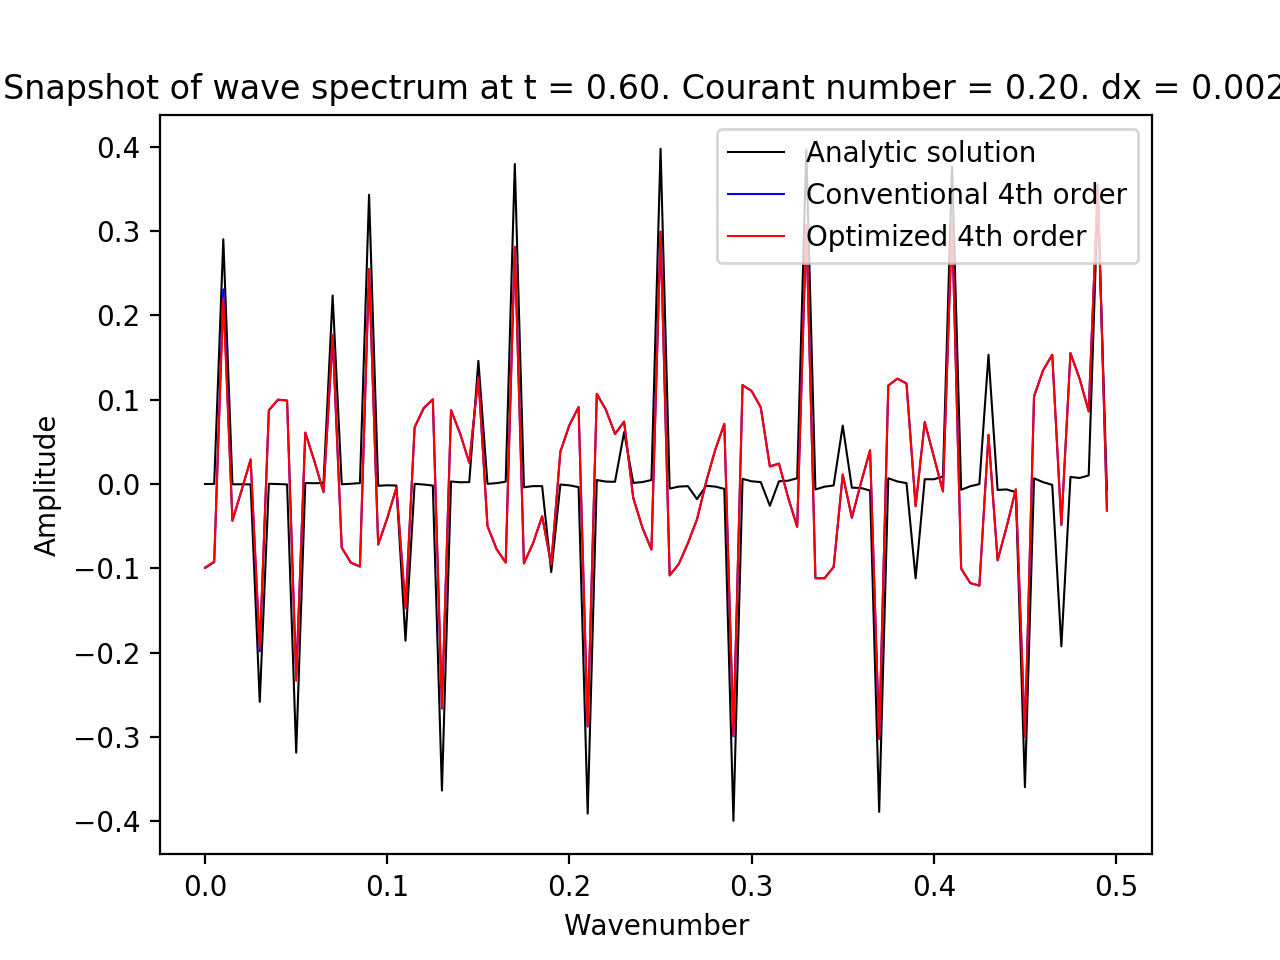 Snapshot of wave spectrum at t = 0.60. Courant number = 0.20. dx = 0.002
Analytic solution
Conventional 4th order
Optimized 4th order
Amplitude
0.4
0.3
0.2
0.1
0.0
−0.1
−0.2
−0.3
−0.4
0.0 0.1 0.2 0.3 0.4 0.5
Wavenumber